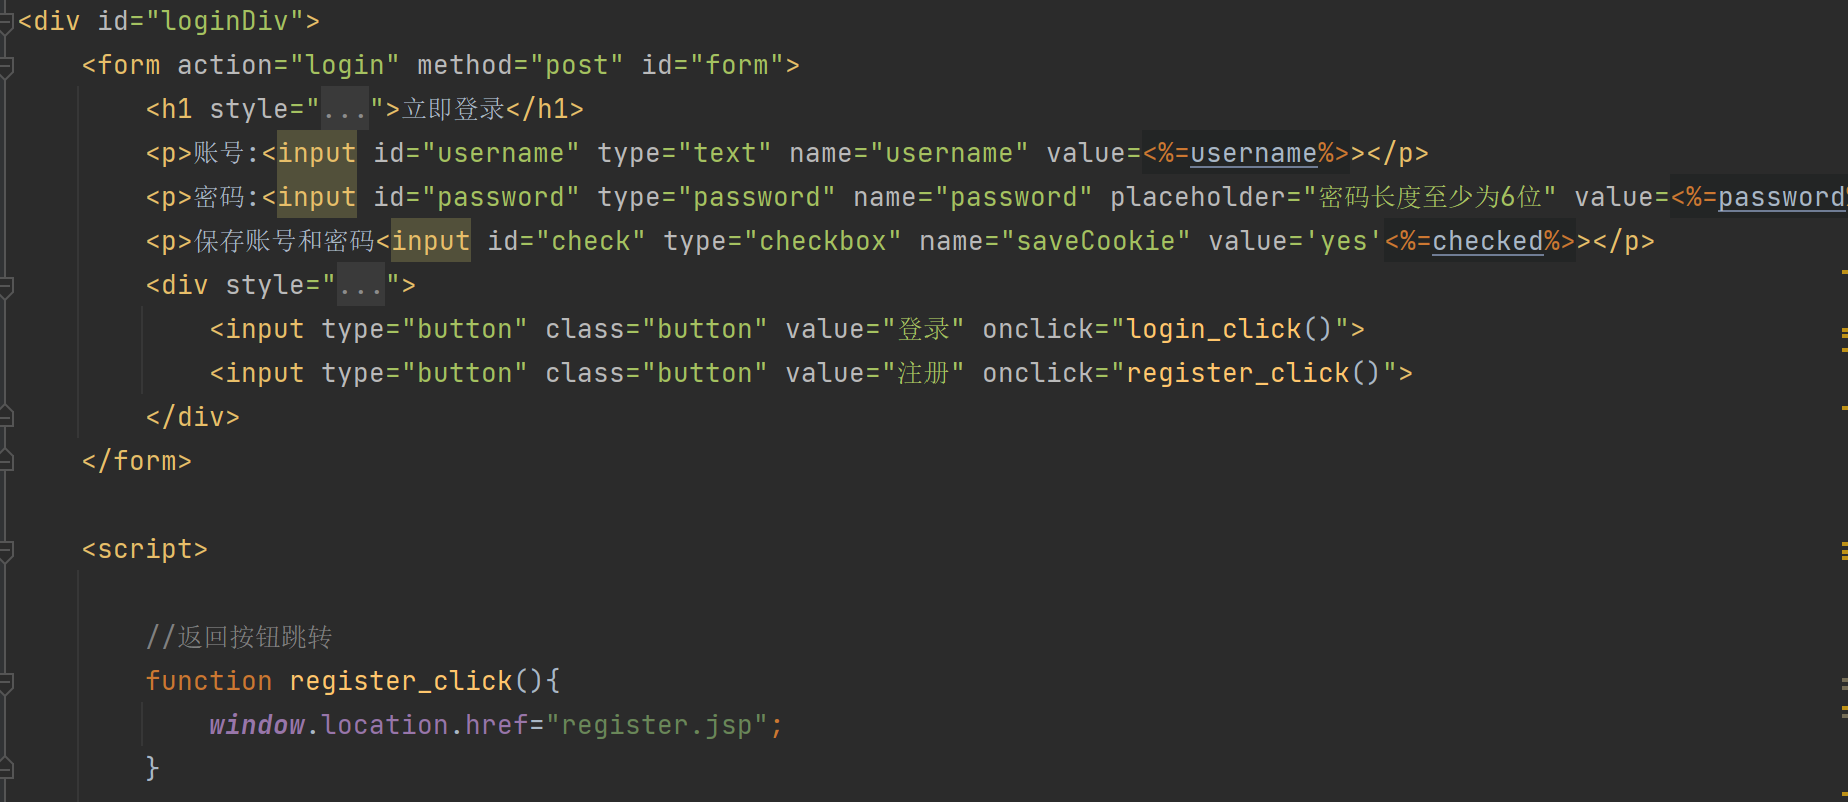 <div id="loginDiv">
<form action="login" method="post" id="form">
<h1 style="...">立即登录</h1>
<p>账号:<input id="username" type="text" name="username" value=<%=username%>></p>
<p>密码:<input id="password" type="password" name="password" placeholder="密码长度至少为6位" value=<%=password%
<p>保存账号和密码<input id="check" type="checkbox" name="saveCookie" value='yes'<%=checked%>></p>
<div style="...">
<input type="button" class="button" value="登录" onclick="login_click()">
<input type="button" class="button" value="注册" onclick="register_click()">
</div>
</form>
<script>
//返回按钮跳转
function register_click(){
window.location.href="register.jsp";
}